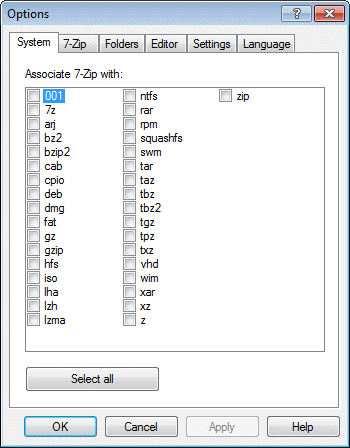 Options
System 7-Zip Folders Editor Settings Language
Associate 7-Zip with:
001
7z
arj
bz2
bzip2
cab
cpio
deb
dmg
fat
gz
gzip
hfs
iso
lha
lzh
lzma
ntfs
rar
rpm
squashfs
swm
tar
taz
tbz
tbz2
tgz
tpz
txz
vhd
wim
xar
xz
z
zip
Select all
OK Cancel Apply Help